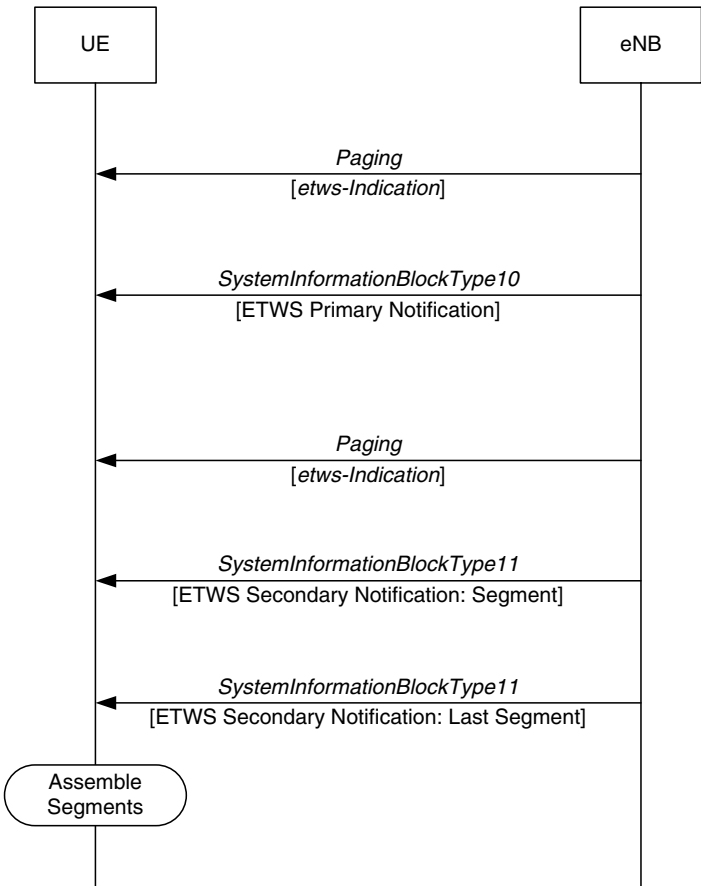 UE
eNB
Paging
[etws-Indication]
SystemInformationBlockType10
[ETWS Primary Notification]
Paging
[etws-Indication]
SystemInformationBlockType11
[ETWS Secondary Notification: Segment]
SystemInformationBlockType11
[ETWS Secondary Notification: Last Segment]
Assemble
Segments